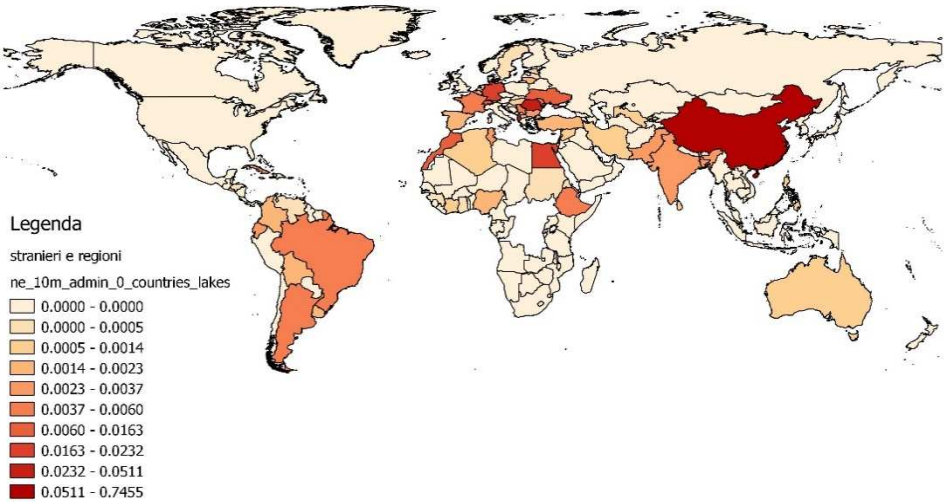 Legenda
stranieri e regioni
ne_10m_admin_0_countries_lakes
0.0000 - 0.0000
0.0000 - 0.0005
0.0005 - 0.0014
0.0014 - 0.0023
0.0023 - 0.0037
0.0037 - 0.0060
0.0060 - 0.0163
0.0163 - 0.0232
0.0232 - 0.0511
0.0511 - 0.7455